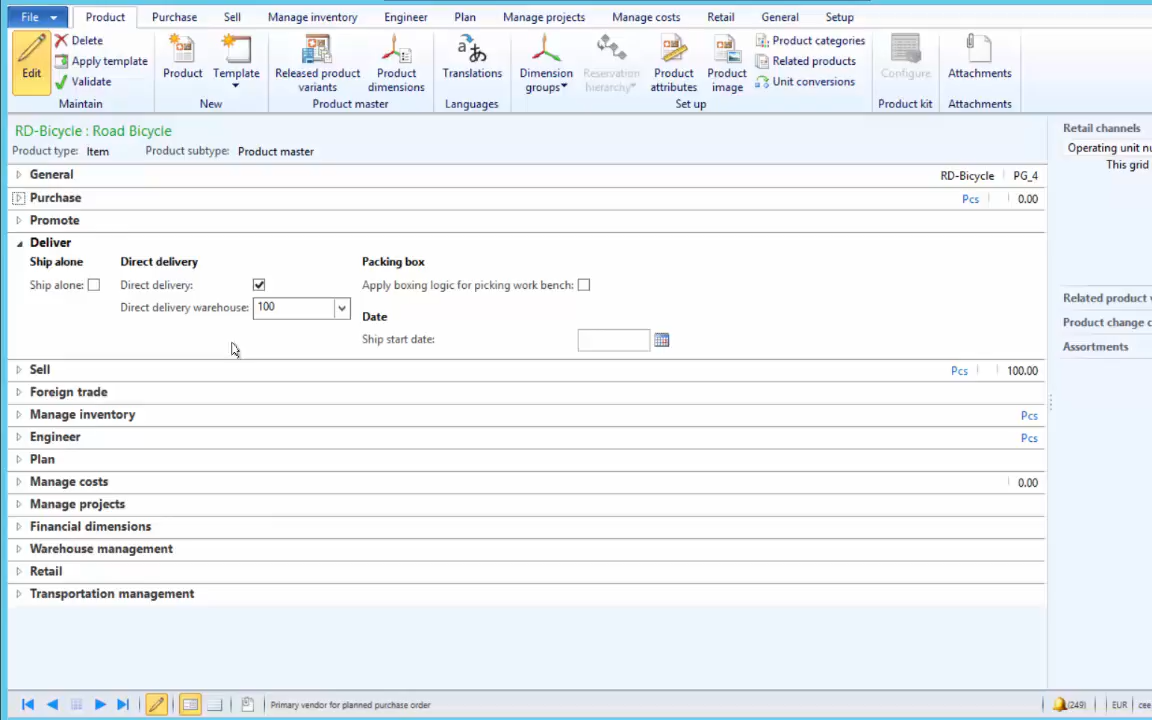 File Product Purchase Sell Manage inventory Engineer Plan Manage projects Manage costs Retail General Setup
Edit
Delete
Apply template
Validate
Maintain
Product
Template
New
Released product variants
Product dimensions
Product master
Translations
Languages
Dimension groups
Reservation hierarchy
Product attributes
Product image
Product categories
Related products
Unit conversions
Set up
Configure
Product kit
Attachments
Attachments
RD-Bicycle : Road Bicycle
Product type: Item Product subtype: Product master
General RD-Bicycle PG_4
Purchase Pcs 0.00
Promote
Deliver
Ship alone Direct delivery Packing box
Ship alone: Direct delivery: Apply boxing logic for picking work bench:
Direct delivery warehouse: 100
Date
Ship start date:
Sell Pcs 100.00
Foreign trade
Manage inventory Pcs
Engineer Pcs
Plan
Manage costs 0.00
Manage projects
Financial dimensions
Warehouse management
Retail
Transportation management
Retail channels
Operating unit nu
This grid
Related product v
Product change c
Assortments
Primary vendor for planned purchase order (249) EUR cee